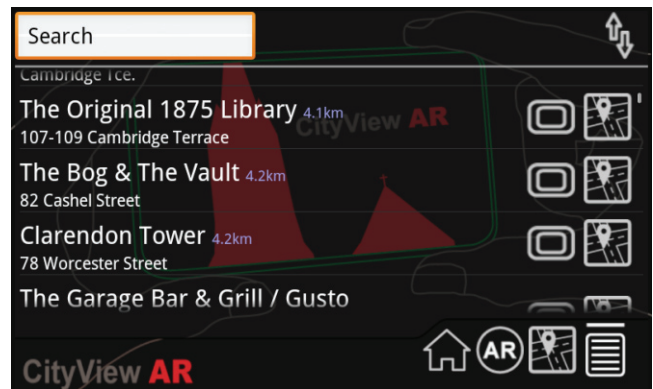 Search
Cambridge Tce.
The Original 1875 Library 4.1km
107-109 Cambridge Terrace
CityView AR
The Bog & The Vault 4.2km
82 Cashel Street
Clarendon Tower 4.2km
78 Worcester Street
The Garage Bar & Grill / Gusto
AR
CityView AR